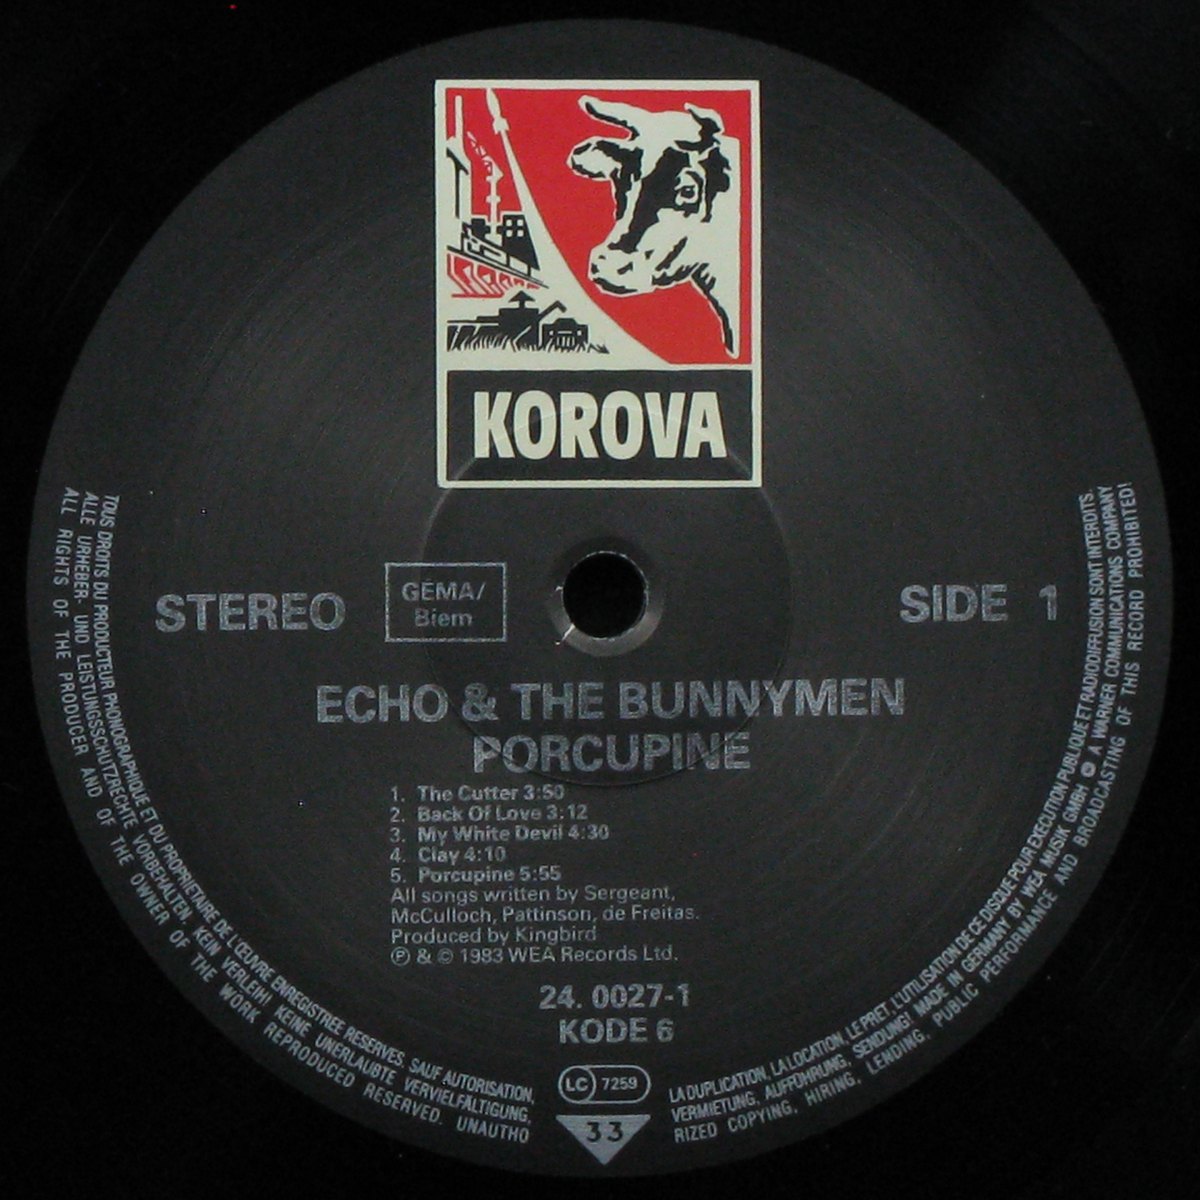 KOROVA
STEREO
GEMA/
Biem
SIDE 1
ECHO & THE BUNNYMEN
PORCUPINE
1. The Cutter 3:50
2. Back Of Love 3:12
3. My White Devil 4:30
4. Clay 4:10
5. Porcupine 5:55
All songs written by Sergeant,
McCulloch, Pattinson, de Freitas.
Produced by Kingbird
℗ & © 1983 WEA Records Ltd.
24. 0027-1
KODE 6
LC 7259
33
TOUS DROITS DU PRODUCTEUR PHONOGRAPHIQUE ET DU PROPRIETAIRE DE L'ŒUVRE ENREGISTREE RESERVES. SAUF AUTORISATION, LA DUPLICATION, LA LOCATION, LE PRET, L'UTILISATION DE CE DISQUE POUR EXECUTION PUBLIQUE ET RADIODIFFUSION SONT INTERDITS.
ALLE URHEBER- UND LEISTUNGSSCHUTZRECHTE VORBEHALTEN. KEIN VERLEIH! KEINE UNERLAUBTE VERVIELFÄLTIGUNG, VERMIETUNG, AUFFÜHRUNG, SENDUNG! MADE IN GERMANY BY WEA MUSIK GMBH A WARNER COMMUNICATIONS COMPANY
ALL RIGHTS OF THE PRODUCER AND OF THE OWNER OF THE WORK REPRODUCED RESERVED. UNAUTHORIZED COPYING, HIRING, LENDING, PUBLIC PERFORMANCE AND BROADCASTING OF THIS RECORD PROHIBITED!